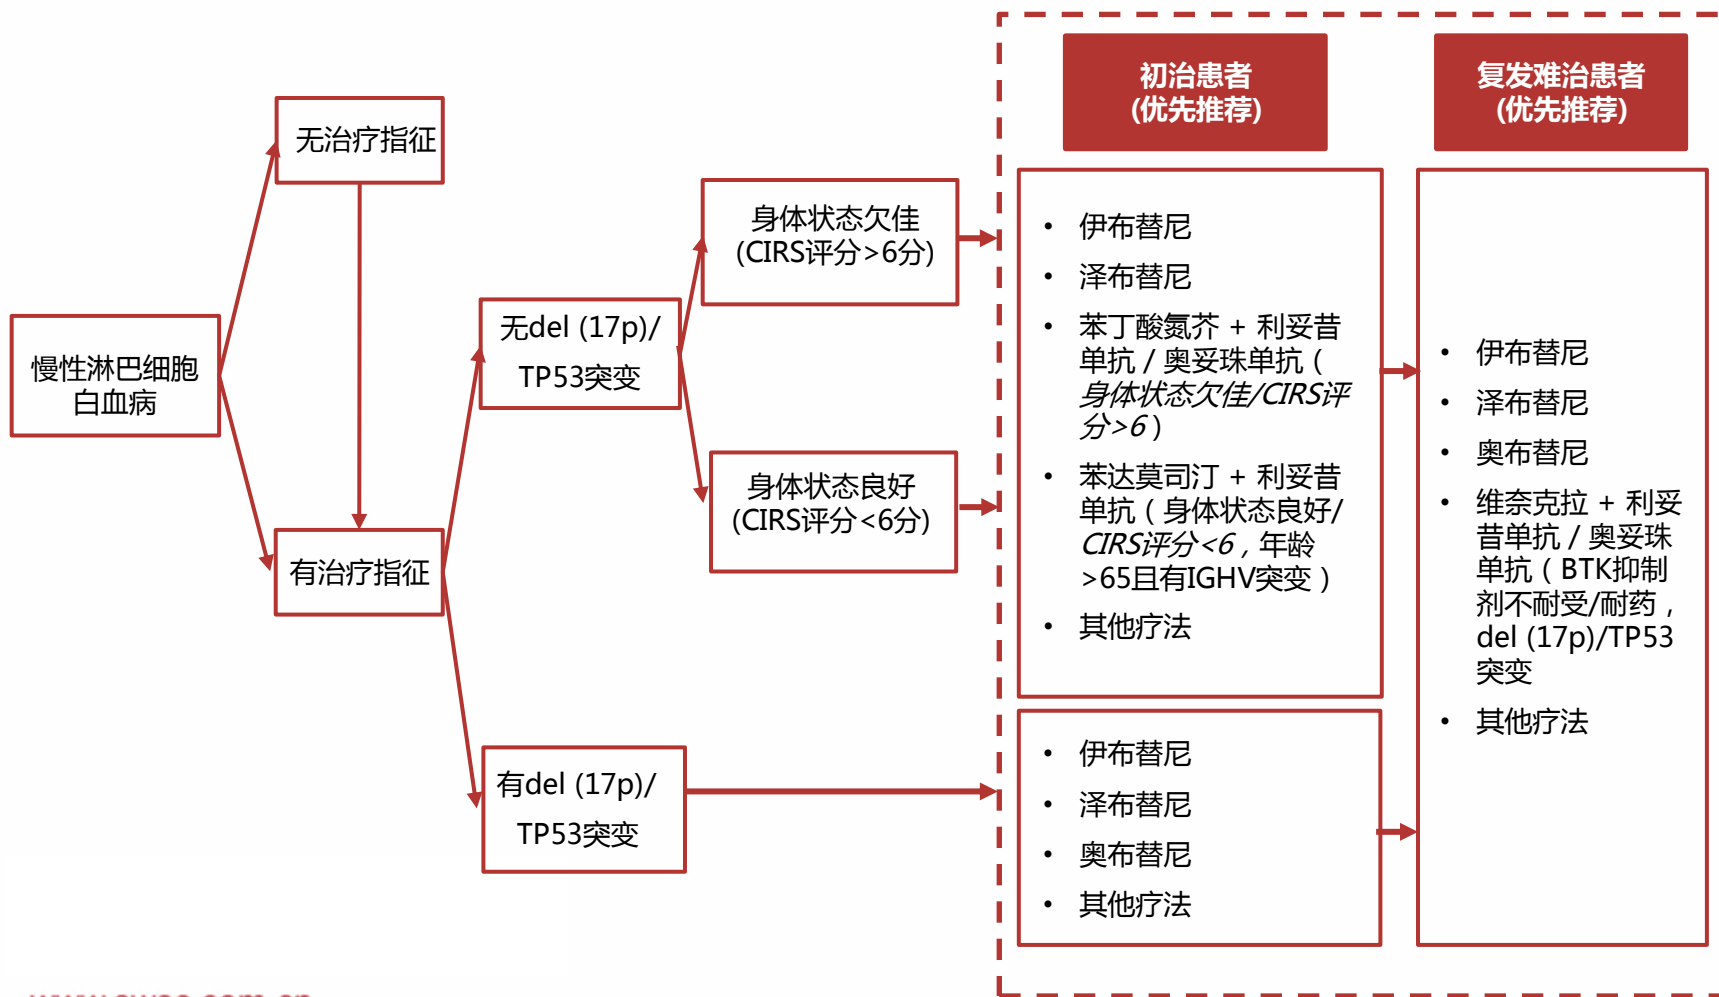 慢性淋巴细胞
白血病
无治疗指征
有治疗指征
无del (17p)/
TP53突变
有del (17p)/
TP53突变
身体状态欠佳
(CIRS评分>6分)
身体状态良好
(CIRS评分<6分)
初治患者
(优先推荐)
• 伊布替尼
• 泽布替尼
• 苯丁酸氮芥 + 利妥昔
单抗 / 奥妥珠单抗（
身体状态欠佳/CIRS评
分>6）
• 苯达莫司汀 + 利妥昔
单抗（身体状态良好/
CIRS评分<6，年龄
>65且有IGHV突变）
• 其他疗法
• 伊布替尼
• 泽布替尼
• 奥布替尼
• 其他疗法
复发难治患者
(优先推荐)
• 伊布替尼
• 泽布替尼
• 奥布替尼
• 维奈克拉 + 利妥
昔单抗 / 奥妥珠
单抗（BTK抑制
剂不耐受/耐药，
del (17p)/TP53
突变
• 其他疗法